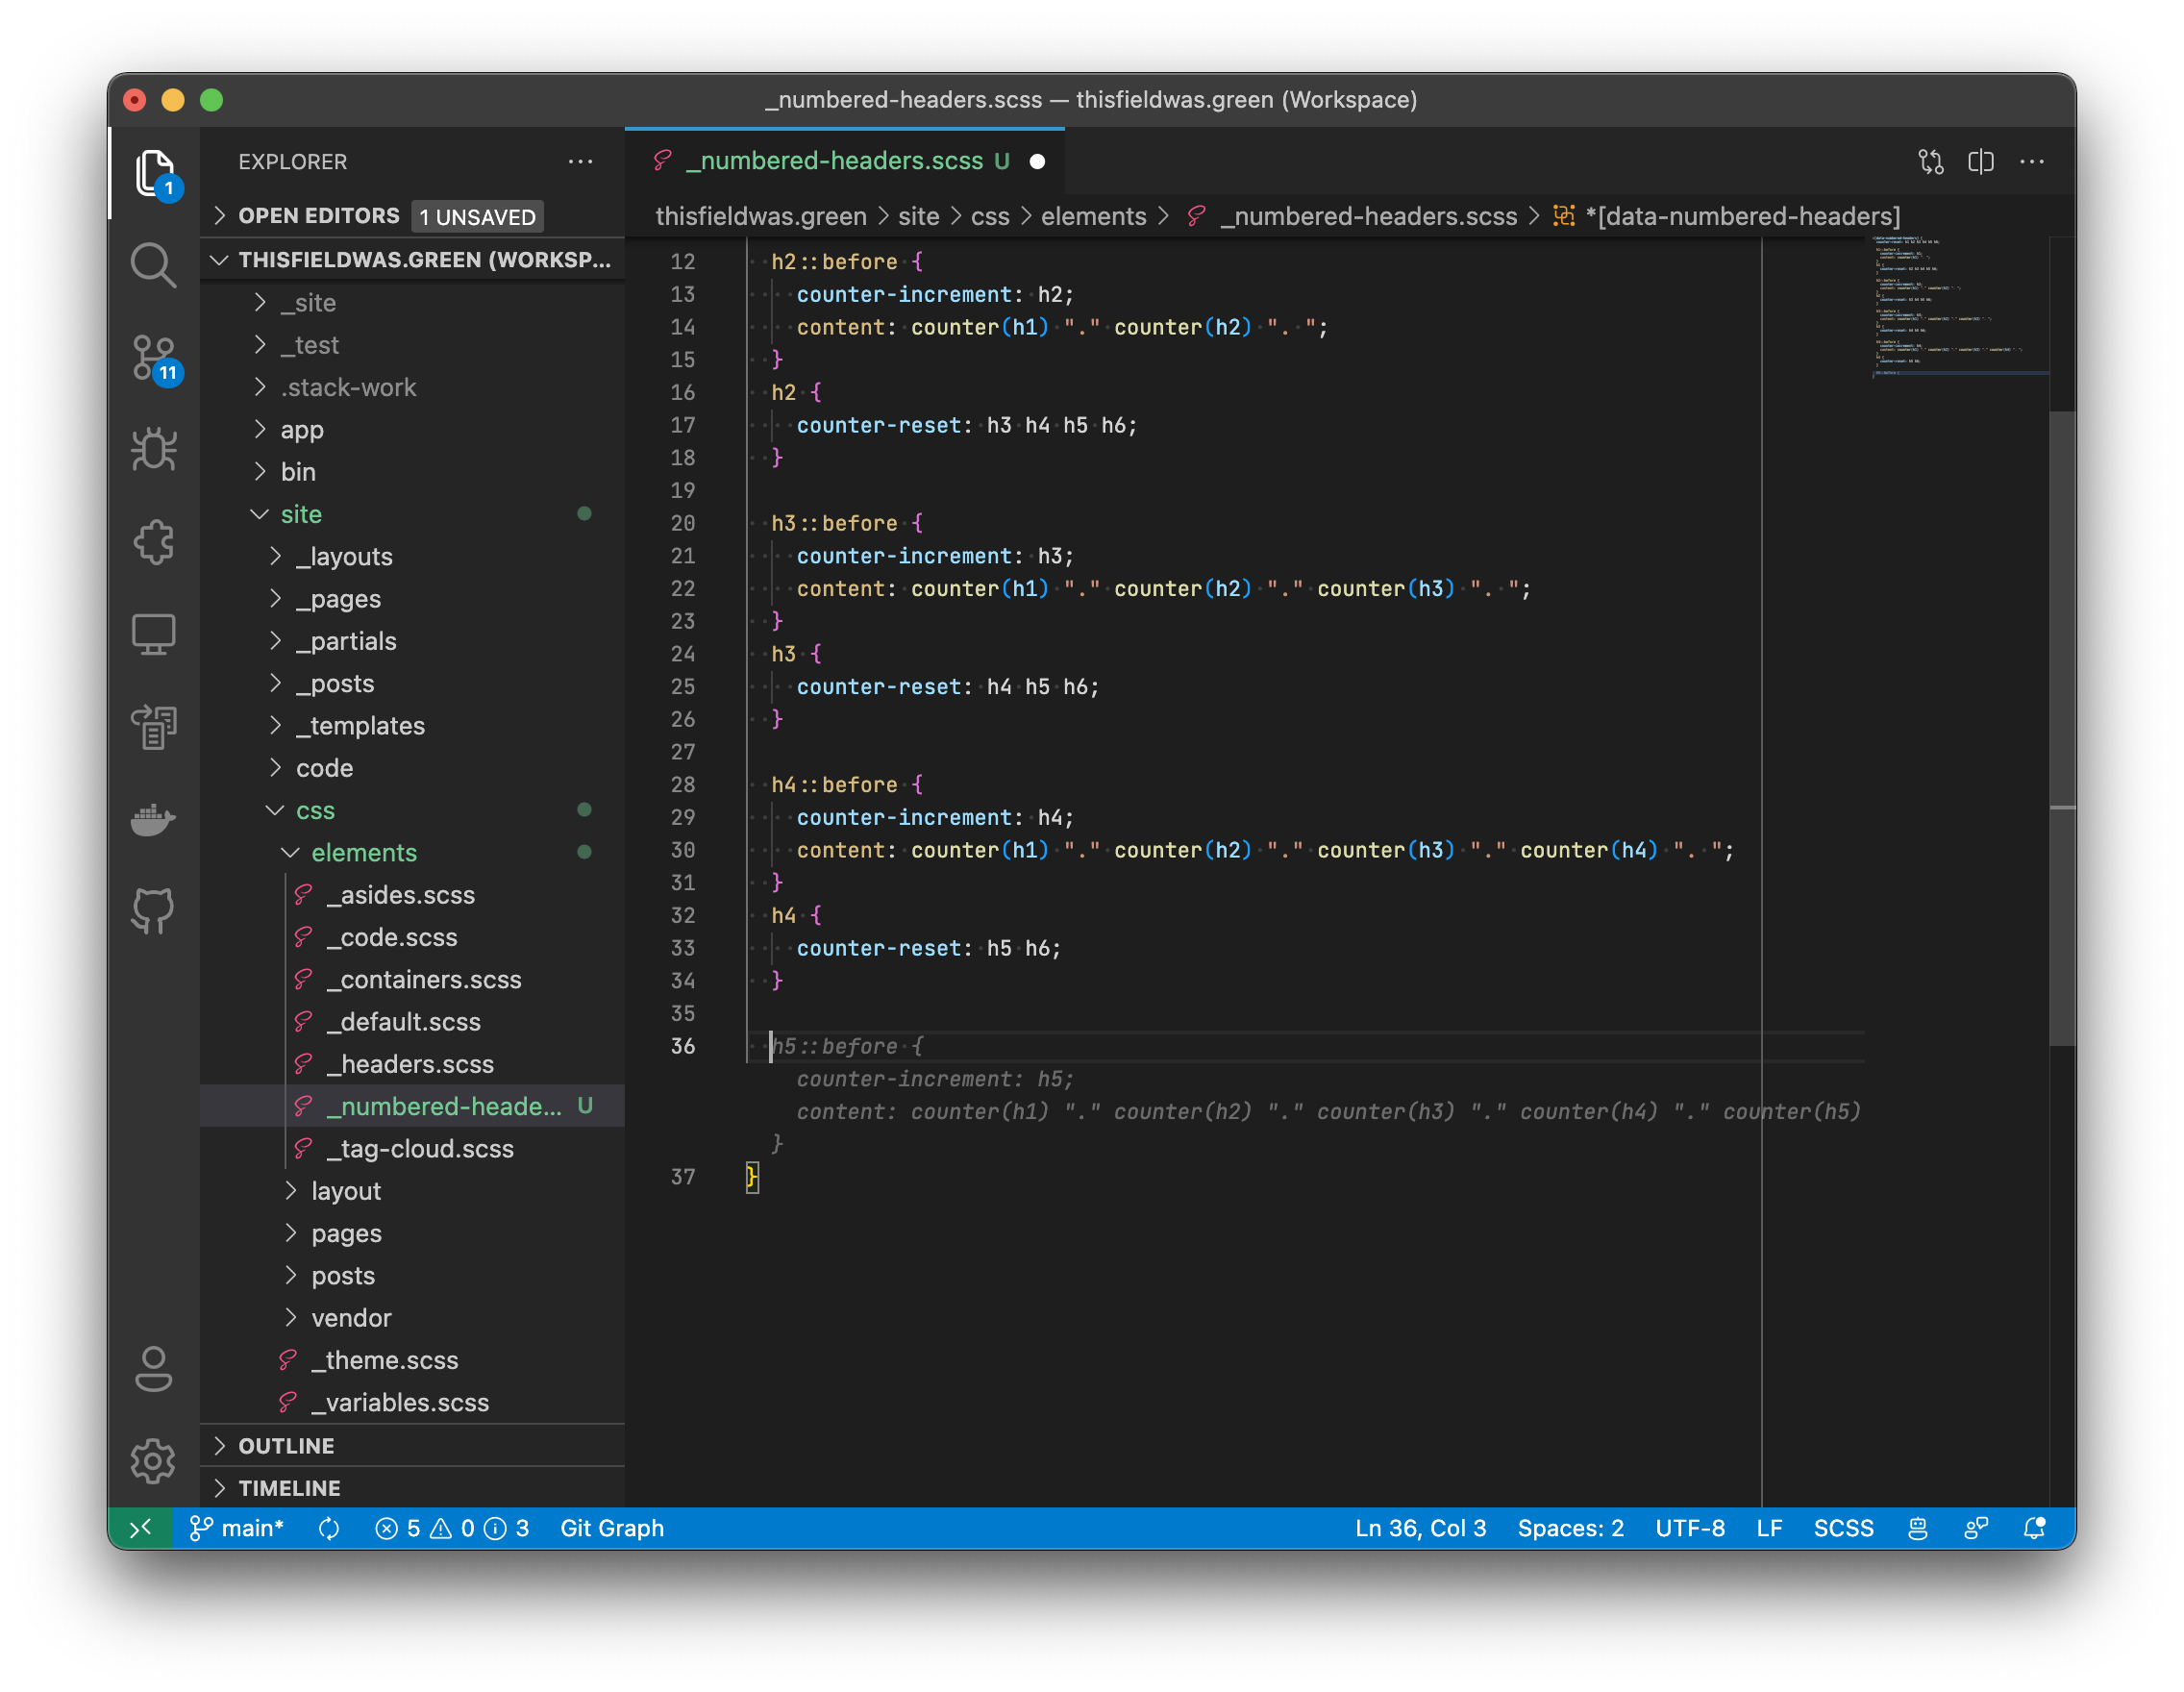 _numbered-headers.scss — thisfieldwas.green (Workspace)
EXPLORER
1
OPEN EDITORS 1 UNSAVED
THISFIELDWAS.GREEN (WORKSP...
_site
_test
.stack-work
11
app
bin
site
_layouts
_pages
_partials
_posts
_templates
code
css
elements
_asides.scss
_code.scss
_containers.scss
_default.scss
_headers.scss
_numbered-heade... U
_tag-cloud.scss
layout
pages
posts
vendor
_theme.scss
_variables.scss
OUTLINE
TIMELINE
_numbered-headers.scss U
thisfieldwas.green > site > css > elements > _numbered-headers.scss > *[data-numbered-headers]
12 h2::before {
13 counter-increment: h2;
14 content: counter(h1) "." counter(h2) ". ";
15 }
16 h2 {
17 counter-reset: h3 h4 h5 h6;
18 }
19
20 h3::before {
21 counter-increment: h3;
22 content: counter(h1) "." counter(h2) "." counter(h3) ". ";
23 }
24 h3 {
25 counter-reset: h4 h5 h6;
26 }
27
28 h4::before {
29 counter-increment: h4;
30 content: counter(h1) "." counter(h2) "." counter(h3) "." counter(h4) ". ";
31 }
32 h4 {
33 counter-reset: h5 h6;
34 }
35
36 h5::before {
counter-increment: h5;
content: counter(h1) "." counter(h2) "." counter(h3) "." counter(h4) "." counter(h5)
}
37 }
main* 5 0 3 Git Graph Ln 36, Col 3 Spaces: 2 UTF-8 LF SCSS